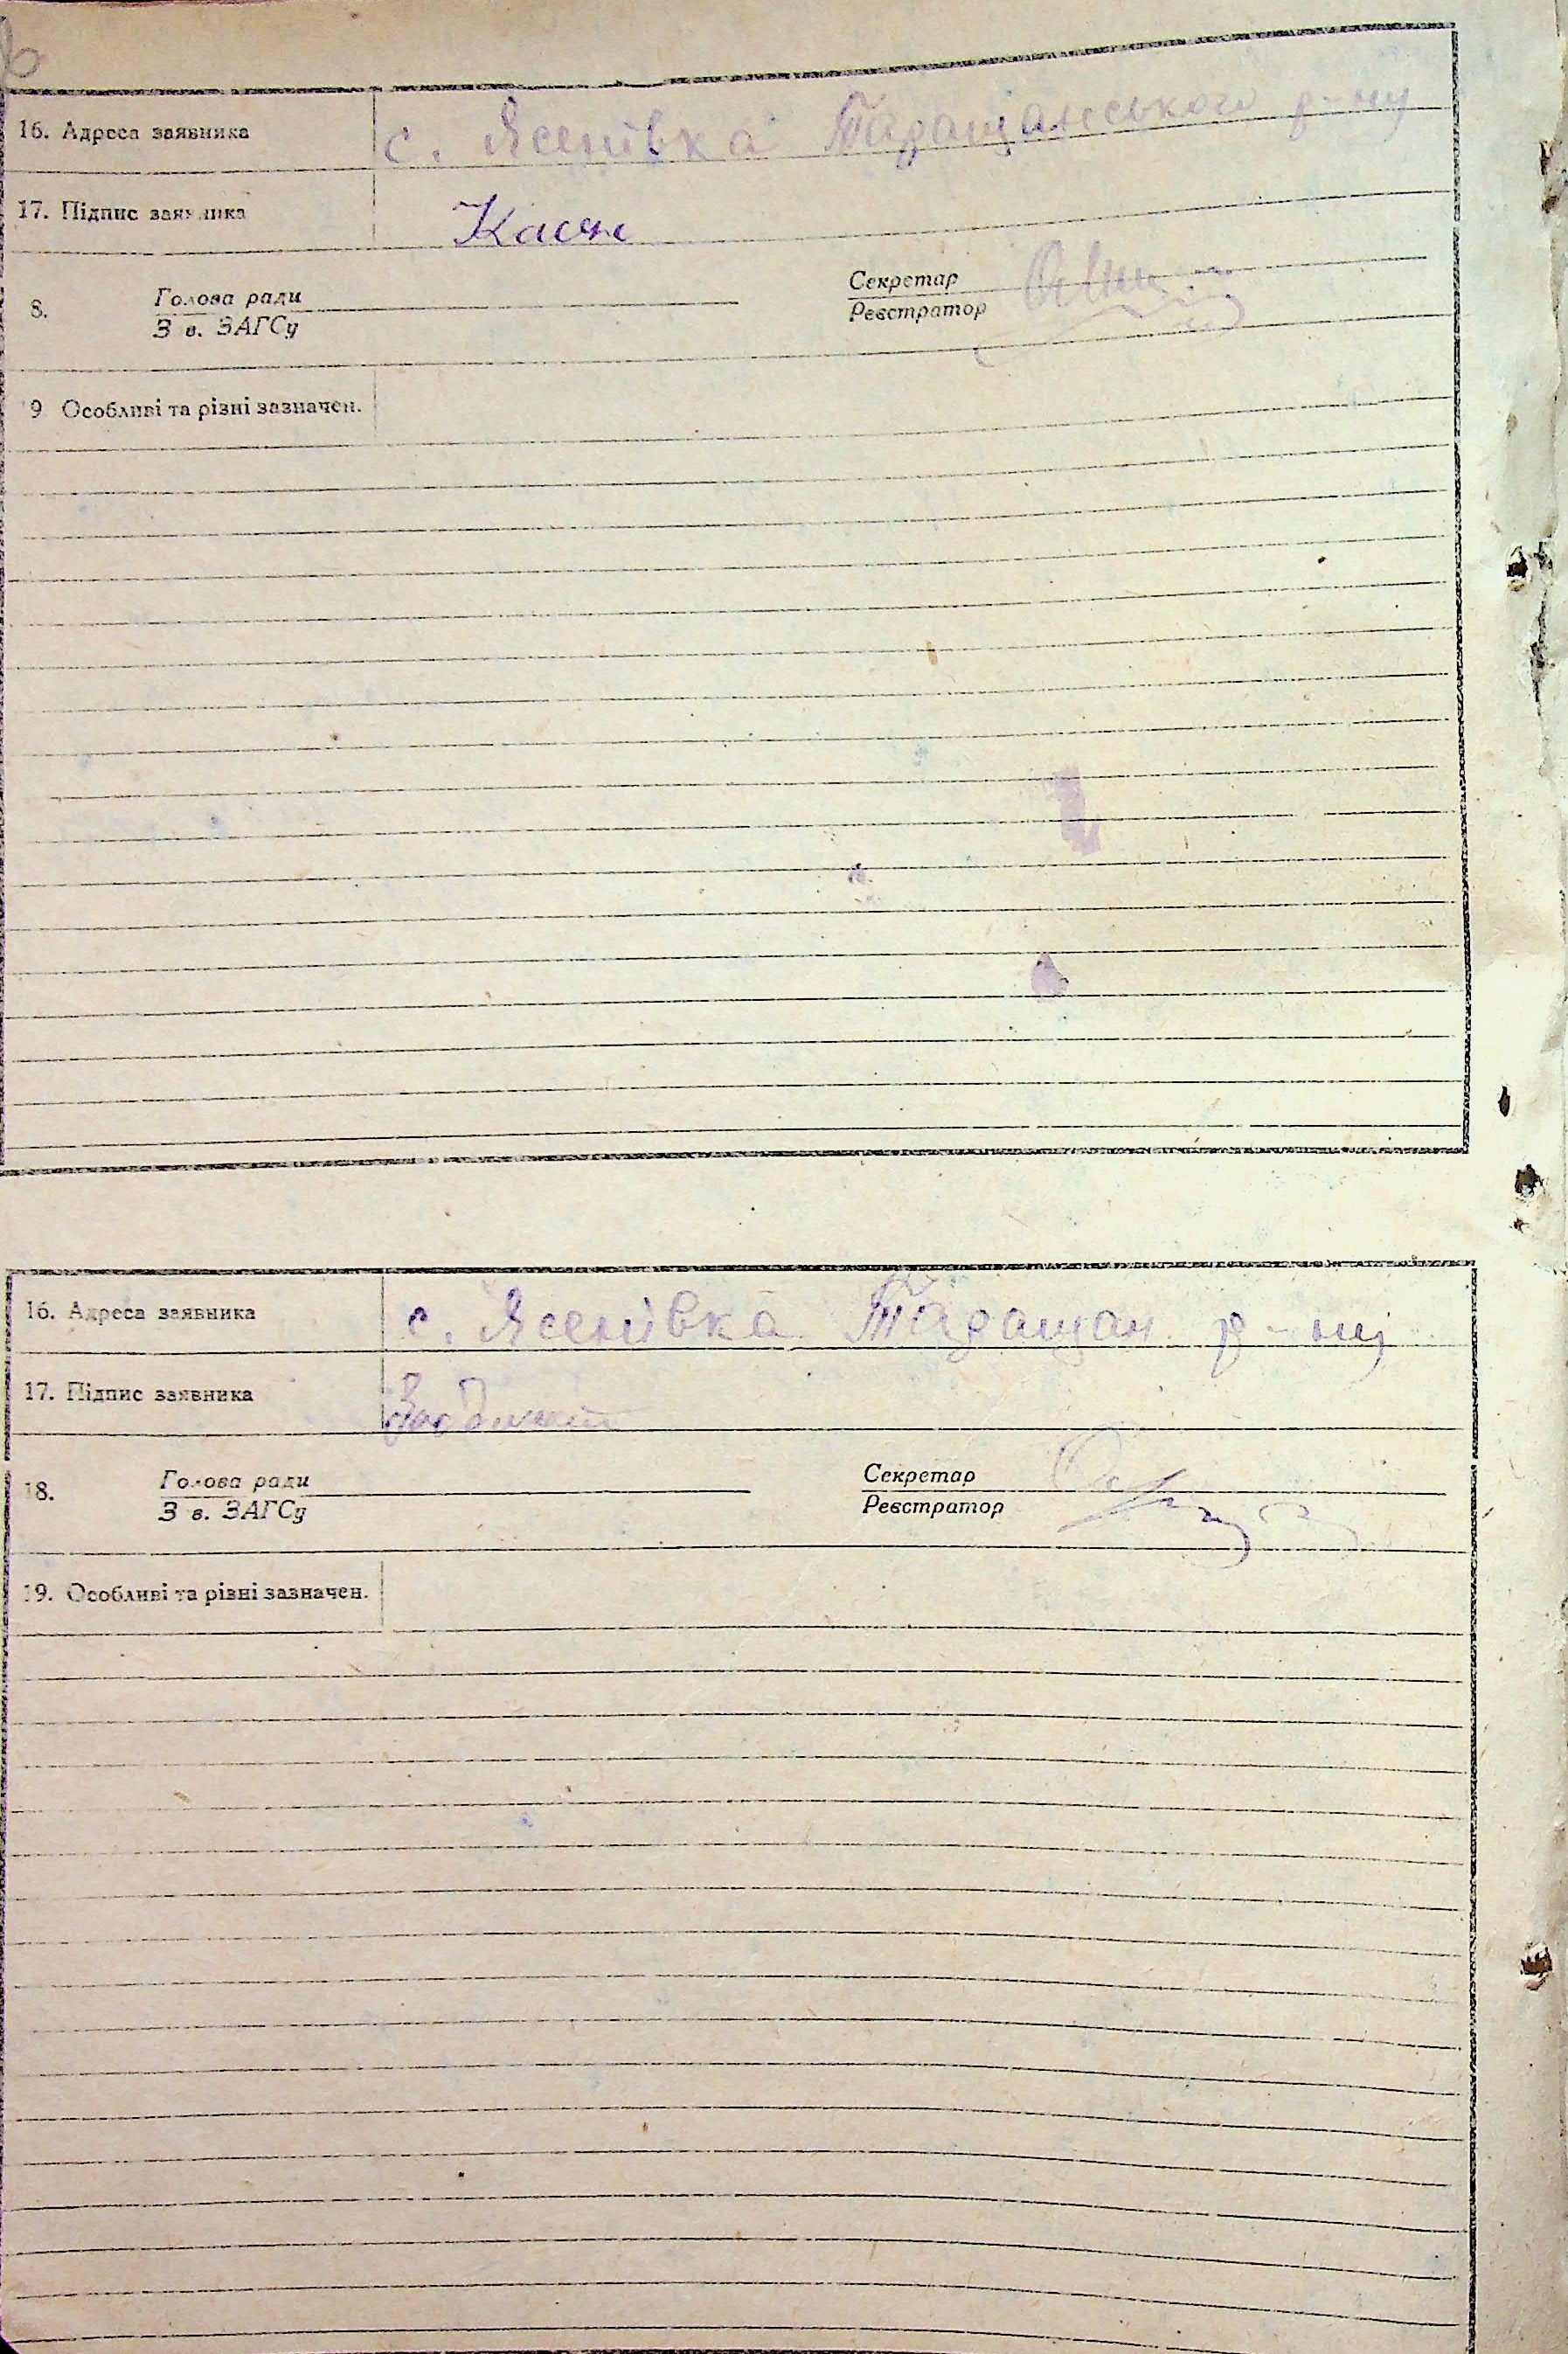 16. Адреса заявника с. Ясенівка Таращанського р-ну
17. Підпис заявника
8. Голова ради Секретар
З в. ЗАГСу Реєстратор
9 Особливі та різні зазначен.
16. Адреса заявника с. Ясенівка Таращан. р-ну
17. Підпис заявника
18. Голова ради Секретар
З в. ЗАГСу Реєстратор
19. Особливі та різні зазначен.